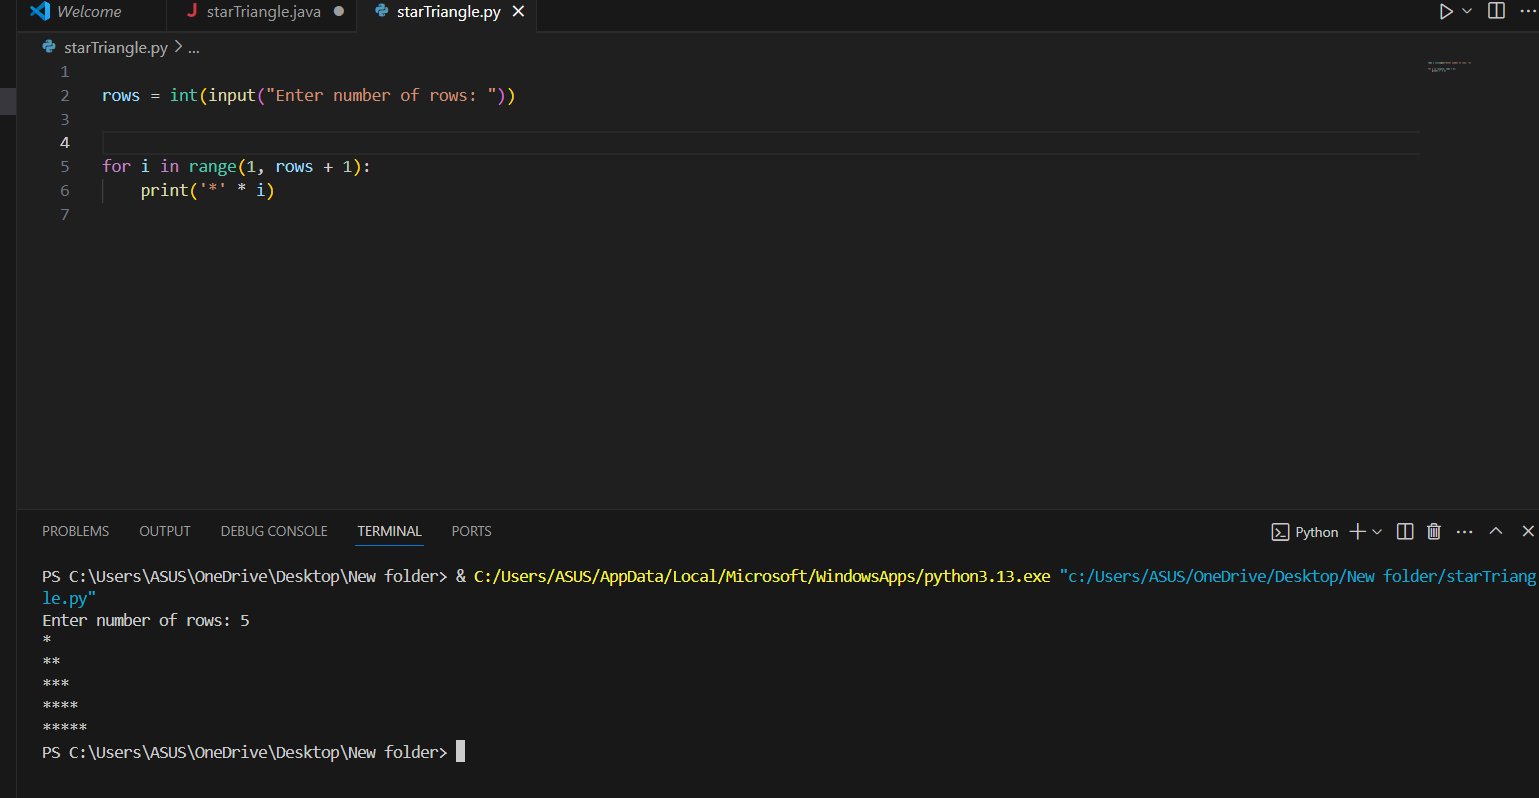 Welcome starTriangle.java starTriangle.py
starTriangle.py > ...
1
2 rows = int(input("Enter number of rows: "))
3
4
5 for i in range(1, rows + 1):
6     print('*' * i)
7
PROBLEMS OUTPUT DEBUG CONSOLE TERMINAL PORTS Python
PS C:\Users\ASUS\OneDrive\Desktop\New folder> & C:/Users/ASUS/AppData/Local/Microsoft/WindowsApps/python3.13.exe "c:/Users/ASUS/OneDrive/Desktop/New folder/starTriang
le.py"
Enter number of rows: 5
*
**
***
****
*****
PS C:\Users\ASUS\OneDrive\Desktop\New folder>